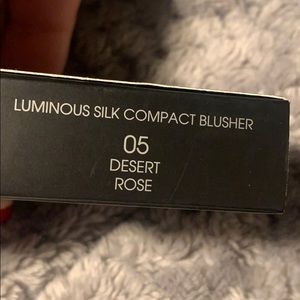 LUMINOUS SILK COMPACT BLUSHER
05
DESERT
ROSE